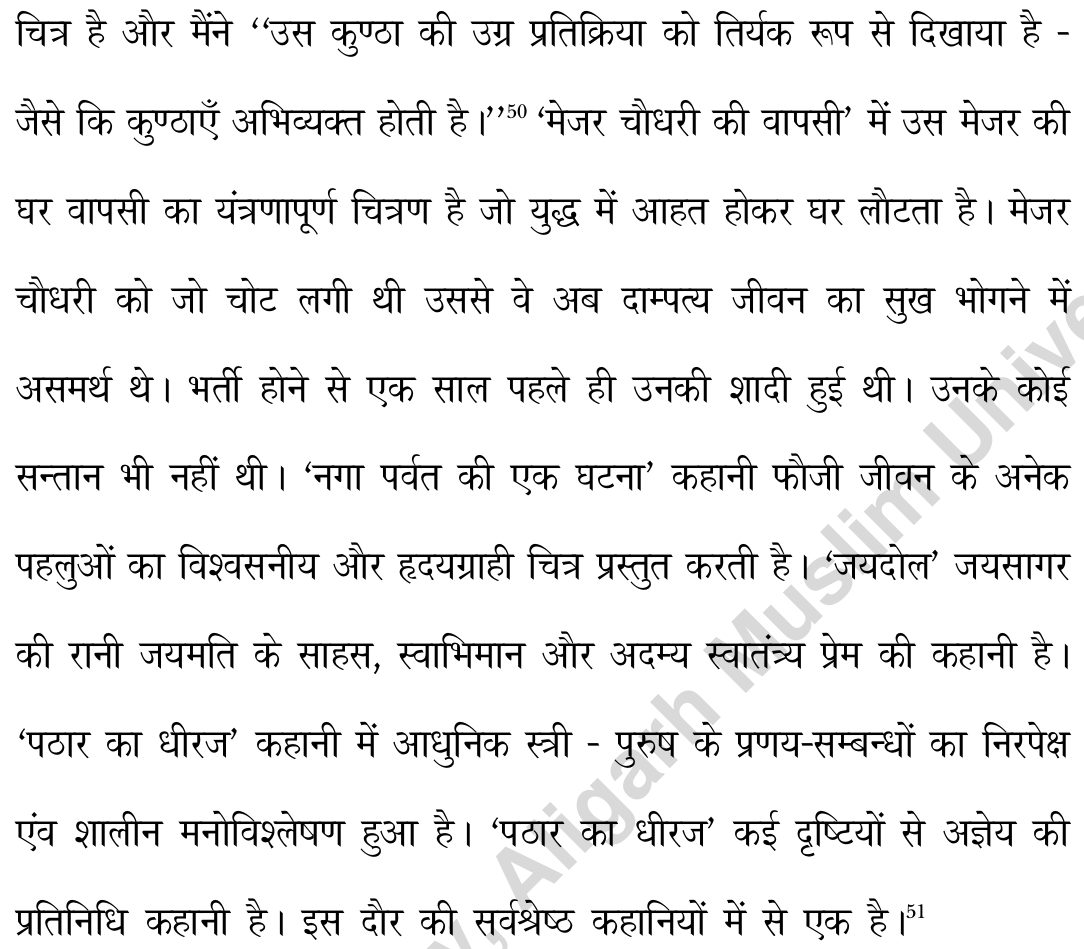 चित्र है और मैंने ‘‘उस कुण्ठा की उग्र प्रतिक्रिया को तिर्यक रूप से दिखाया है -
जैसे कि कुण्ठाएँ अभिव्यक्त होती है।’’50 ‘मेजर चौधरी की वापसी’ में उस मेजर की
घर वापसी का यंत्रणापूर्ण चित्रण है जो युद्ध में आहत होकर घर लौटता है। मेजर
चौधरी को जो चोट लगी थी उससे वे अब दाम्पत्य जीवन का सुख भोगने में
असमर्थ थे। भर्ती होने से एक साल पहले ही उनकी शादी हुई थी। उनके कोई
सन्तान भी नहीं थी। ‘नगा पर्वत की एक घटना’ कहानी फौजी जीवन के अनेक
पहलुओं का विश्वसनीय और हृदयग्राही चित्र प्रस्तुत करती है। ‘जयदोल’ जयसागर
की रानी जयमति के साहस, स्वाभिमान और अदम्य स्वातंत्र्य प्रेम की कहानी है।
‘पठार का धीरज’ कहानी में आधुनिक स्त्री - पुरुष के प्रणय-सम्बन्धों का निरपेक्ष
एंव शालीन मनोविश्लेषण हुआ है। ‘पठार का धीरज’ कई दृष्टियों से अज्ञेय की
प्रतिनिधि कहानी है। इस दौर की सर्वश्रेष्ठ कहानियों में से एक है।51
Aligarh Muslim